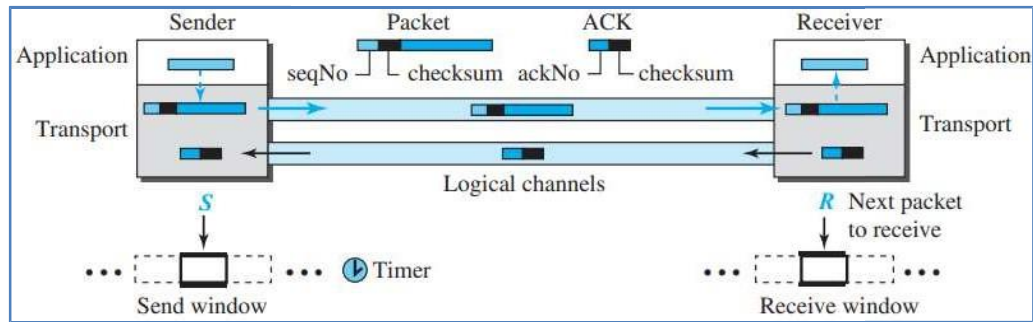 Sender
Packet
ACK
Receiver
Application
seqNo
checksum
ackNo
checksum
Application
Transport
Transport
Logical channels
S
R
Next packet
to receive
Timer
Send window
Receive window